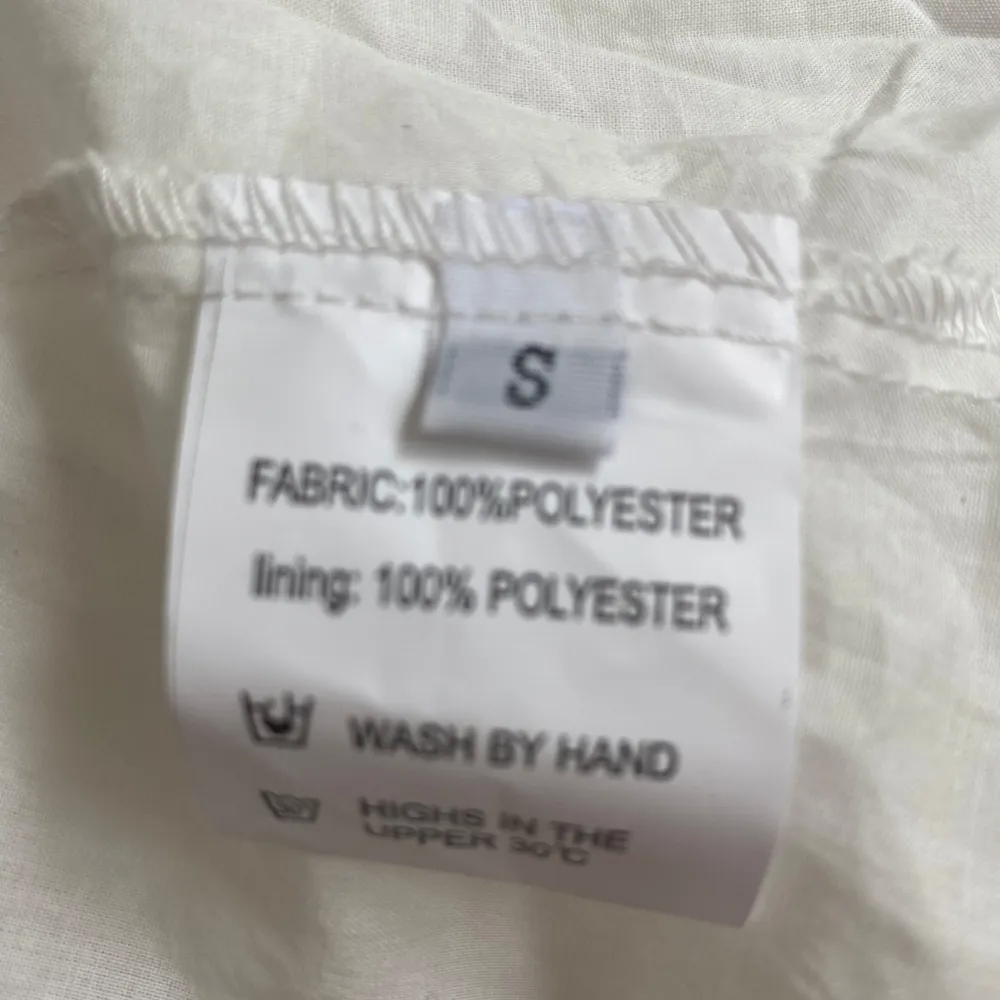 S
FABRIC:100%POLYESTER
lining: 100% POLYESTER
WASH BY HAND
HIGHS IN THE
UPPER 30°C